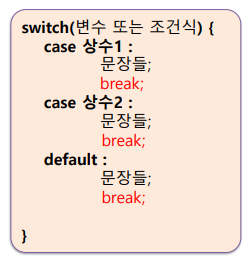 switch(변수 또는 조건식) {
case 상수1 :
문장들;
break;
case 상수2 :
문장들;
break;
default :
문장들;
break;
}